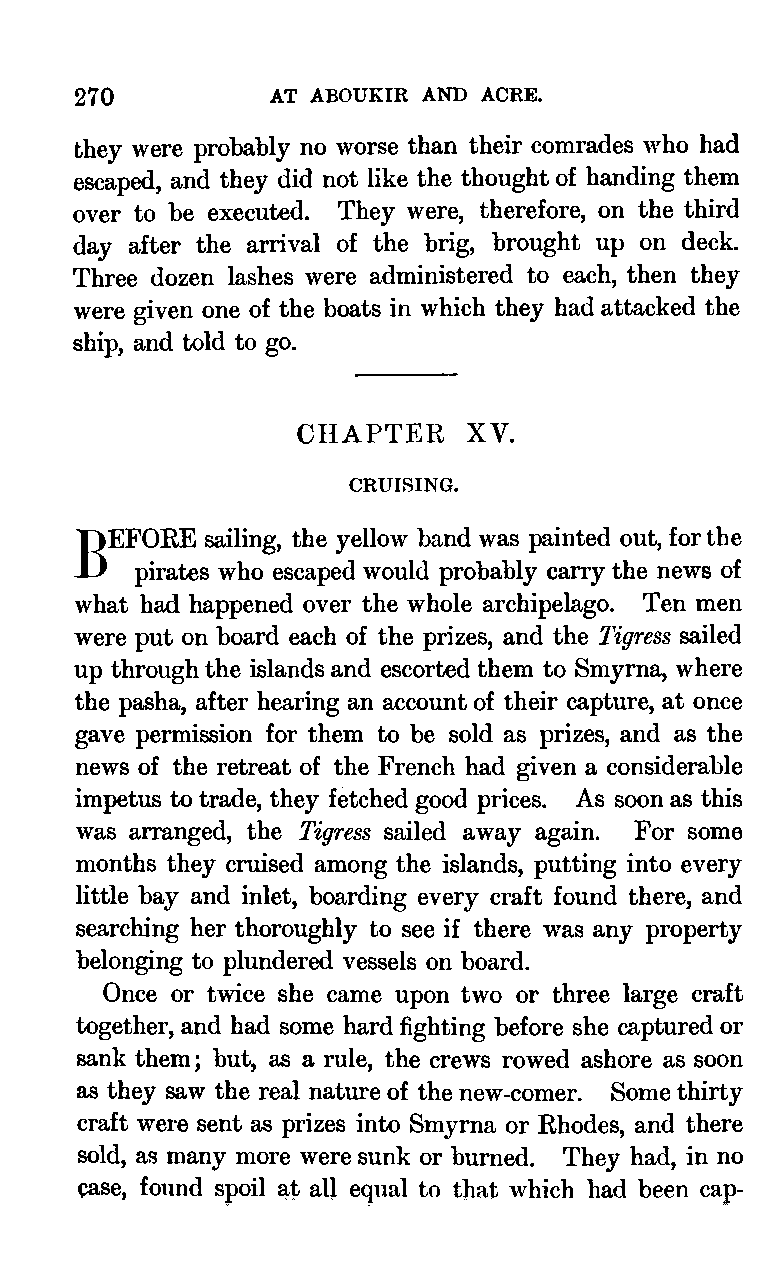 270 AT ABOUKIR AND ACRE.
they were probably no worse than their comrades who had
escaped, and they did not like the thought of handing them
over to be executed. They were, therefore, on the third
day after the arrival of the brig, brought up on deck.
Three dozen lashes were administered to each, then they
were given one of the boats in which they had attacked the
ship, and told to go.
CHAPTER XV.
CRUISING.
BEFORE sailing, the yellow band was painted out, for the
pirates who escaped would probably carry the news of
what had happened over the whole archipelago. Ten men
were put on board each of the prizes, and the Tigress sailed
up through the islands and escorted them to Smyrna, where
the pasha, after hearing an account of their capture, at once
gave permission for them to be sold as prizes, and as the
news of the retreat of the French had given a considerable
impetus to trade, they fetched good prices. As soon as this
was arranged, the Tigress sailed away again. For some
months they cruised among the islands, putting into every
little bay and inlet, boarding every craft found there, and
searching her thoroughly to see if there was any property
belonging to plundered vessels on board.
Once or twice she came upon two or three large craft
together, and had some hard fighting before she captured or
sank them; but, as a rule, the crews rowed ashore as soon
as they saw the real nature of the new-comer. Some thirty
craft were sent as prizes into Smyrna or Rhodes, and there
sold, as many more were sunk or burned. They had, in no
case, found spoil at all equal to that which had been cap-